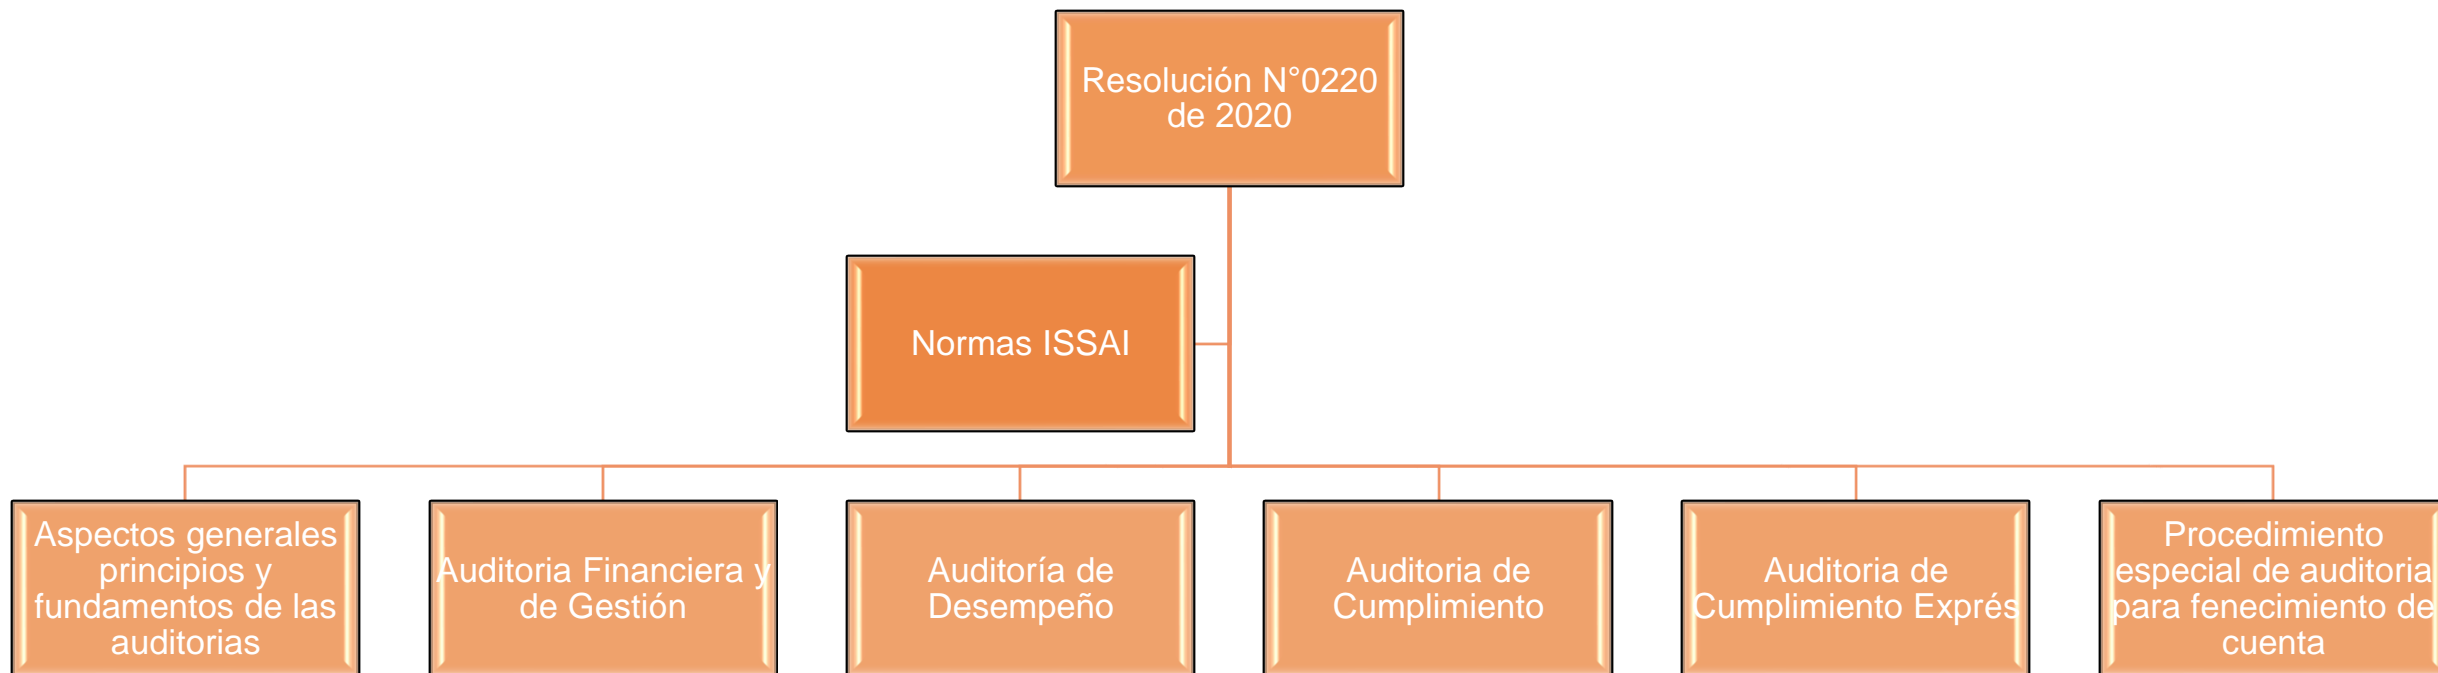 Resolución N°0220
de 2020
Normas ISSAI
Aspectos generales
principios y
fundamentos de las
auditorias
Auditoria Financiera y
de Gestión
Auditoría de
Desempeño
Auditoria de
Cumplimiento
Auditoria de
Cumplimiento Exprés
Procedimiento
especial de auditoria
para fenecimiento de
cuenta